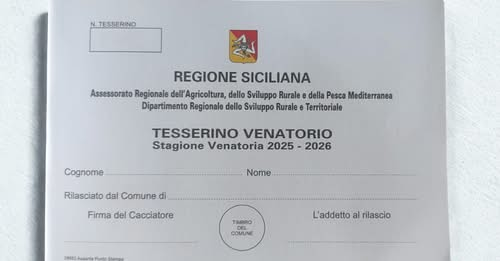 N. TESSERINO
REGIONE SICILIANA
Assessorato Regionale dell'Agricoltura, dello Sviluppo Rurale e della Pesca Mediterranea
Dipartimento Regionale dello Sviluppo Rurale e Territoriale
TESSERINO VENATORIO
Stagione Venatoria 2025 - 2026
Cognome Nome
Rilasciato dal Comune di
Firma del Cacciatore
TIMBRO
DEL
COMUNE
L'addetto al rilascio